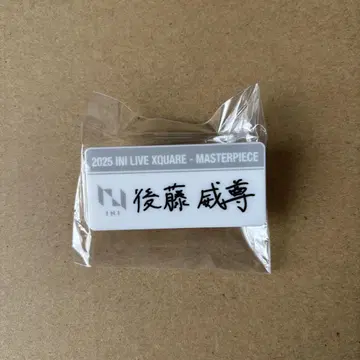 2025 INI LIVE XQUARE - MASTERPIECE
INI
後藤 威尊